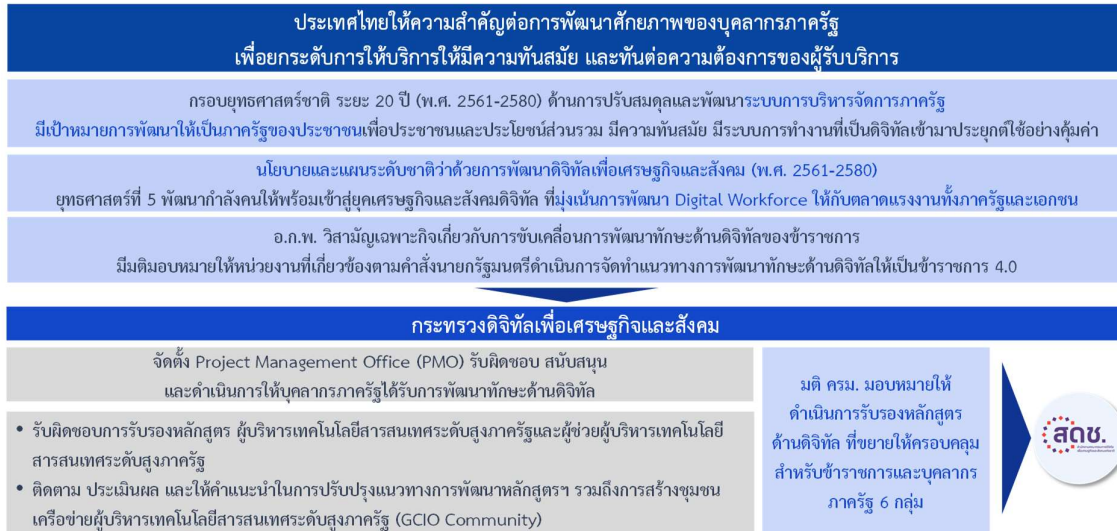 ประเทศไทยให้ความสำคัญต่อการพัฒนาศักยภาพของบุคลากรภาครัฐ
เพื่อยกระดับการให้บริการให้มีความทันสมัย และทันต่อความต้องการของผู้รับบริการ
กรอบยุทธศาสตร์ชาติ ระยะ 20 ปี (พ.ศ. 2561-2580) ด้านการปรับสมดุลและพัฒนาระบบการบริหารจัดการภาครัฐ
มีเป้าหมายการพัฒนาให้เป็นภาครัฐของประชาชนเพื่อประชาชนและประโยชน์ส่วนรวม มีความทันสมัย มีระบบการทำงานที่เป็นดิจิทัลเข้ามาประยุกต์ใช้อย่างคุ้มค่า
นโยบายและแผนระดับชาติว่าด้วยการพัฒนาดิจิทัลเพื่อเศรษฐกิจและสังคม (พ.ศ. 2561-2580)
ยุทธศาสตร์ที่ 5 พัฒนากำลังคนให้พร้อมเข้าสู่ยุคเศรษฐกิจและสังคมดิจิทัล ที่มุ่งเน้นการพัฒนา Digital Workforce ให้กับตลาดแรงงานทั้งภาครัฐและเอกชน
อ.ก.พ. วิสามัญเฉพาะกิจเกี่ยวกับการขับเคลื่อนการพัฒนาทักษะด้านดิจิทัลของข้าราชการ
มีมติมอบหมายให้หน่วยงานที่เกี่ยวข้องตามคำสั่งนายกรัฐมตรีดำเนินการจัดทำแนวทางการพัฒนาทักษะด้านดิจิทัลให้เป็นข้าราชการ 4.0
กระทรวงดิจิทัลเพื่อเศรษฐกิจและสังคม
จัดตั้ง Project Management Office (PMO) รับผิดชอบ สนับสนุน
และดำเนินการให้บุคลากรภาครัฐได้รับการพัฒนาทักษะด้านดิจิทัล
• รับผิดชอบการรับรองหลักสูตร ผู้บริหารเทคโนโลยีสารสนเทศระดับสูงภาครัฐและผู้ช่วยผู้บริหารเทคโนโลยี
สารสนเทศระดับสูงภาครัฐ
• ติดตาม ประเมินผล และให้คำแนะนำในการปรับปรุงแนวทางการพัฒนาหลักสูตรฯ รวมถึงการสร้างชุมชน
เครือข่ายผู้บริหารเทคโนโลยีสารสนเทศระดับสูงภาครัฐ (GCIO Community)
มติ ครม. มอบหมายให้
ดำเนินการรับรองหลักสูตร
ด้านดิจิทัล ที่ขยายให้ครอบคลุม
สำหรับข้าราชการและบุคลากร
ภาครัฐ 6 กลุ่ม
สดช.